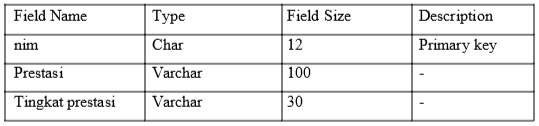 Field Name Type Field Size Description
nim Char 12 Primary key
Prestasi Varchar 100 -
Tingkat prestasi Varchar 30 -